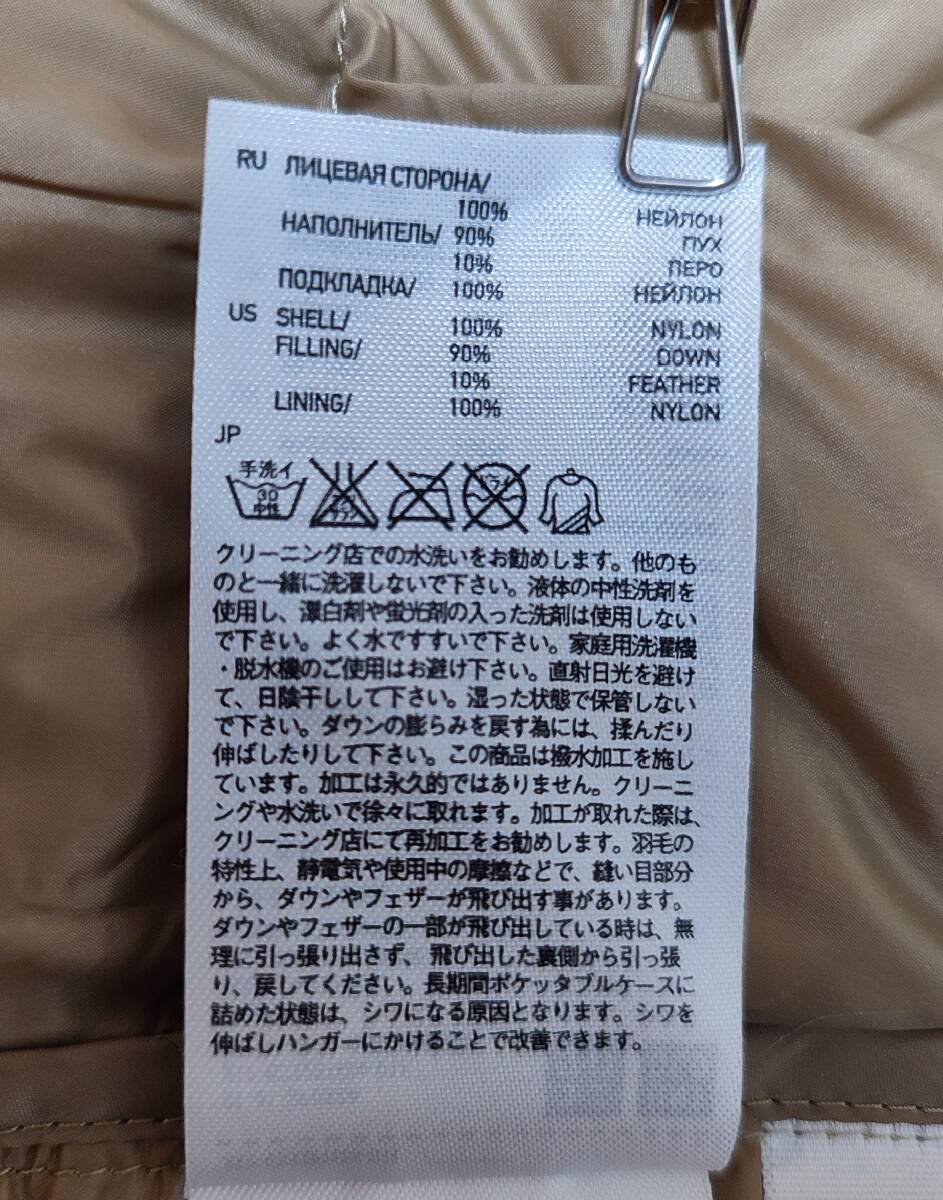 RU ЛИЦЕВАЯ СТОРОНА/
100% НЕЙЛОН
НАПОЛНИТЕЛЬ/ 90% ПУХ
10% ПЕРО
ПОДКЛАДКА/ 100% НЕЙЛОН
US SHELL/ 100% NYLON
FILLING/ 90% DOWN
10% FEATHER
LINING/ 100% NYLON
JP
手洗イ
30
中性
エンソ
サラシ
ドライ
クリーニング店での水洗いをお勧めします。他のも
のと一緒に洗濯しないで下さい。液体の中性洗剤を
使用し、漂白剤や蛍光剤の入った洗剤は使用しない
で下さい。よく水ですすいで下さい。家庭用洗濯機
・脱水機のご使用はお避け下さい。直射日光を避け
て、日陰干しして下さい。湿った状態で保管しない
で下さい。ダウンの膨らみを戻す為には、揉んだり
伸ばしたりして下さい。この商品は撥水加工を施し
ています。加工は永久的ではありません。クリーニ
ングや水洗いで徐々に取れます。加工が取れた際は、
クリーニング店にて再加工をお勧めします。羽毛の
特性上、静電気や使用中の摩擦などで、縫い目部分
から、ダウンやフェザーが飛び出す事があります。
ダウンやフェザーの一部が飛び出している時は、無
理に引っ張り出さず、飛び出した裏側から引っ張
り、戻してください。長期間ポケッタブルケースに
詰めた状態は、シワになる原因となります。シワを
伸ばしハンガーにかけることで改善できます。